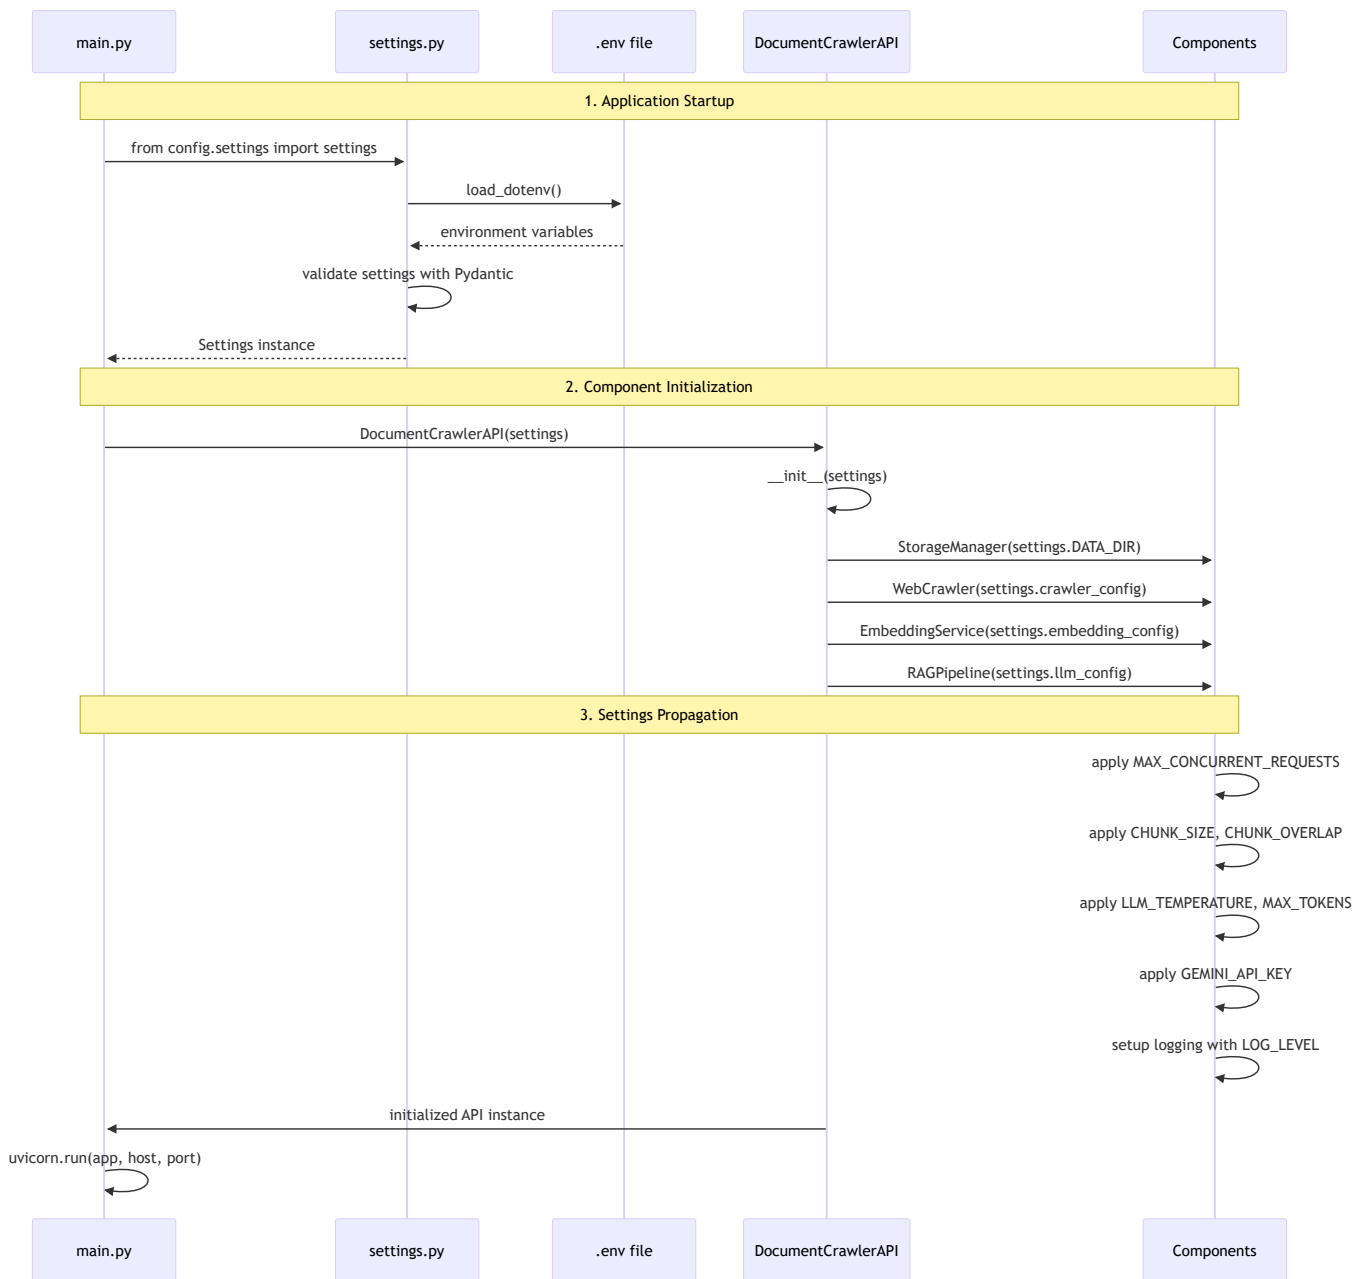 main.py
settings.py
.env file
DocumentCrawlerAPI
Components
1. Application Startup
from config.settings import settings
load_dotenv()
environment variables
validate settings with Pydantic
Settings instance
2. Component Initialization
DocumentCrawlerAPI(settings)
__init__(settings)
StorageManager(settings.DATA_DIR)
WebCrawler(settings.crawler_config)
EmbeddingService(settings.embedding_config)
RAGPipeline(settings.llm_config)
3. Settings Propagation
apply MAX_CONCURRENT_REQUESTS
apply CHUNK_SIZE, CHUNK_OVERLAP
apply LLM_TEMPERATURE, MAX_TOKENS
apply GEMINI_API_KEY
setup logging with LOG_LEVEL
initialized API instance
uvicorn.run(app, host, port)
main.py
settings.py
.env file
DocumentCrawlerAPI
Components